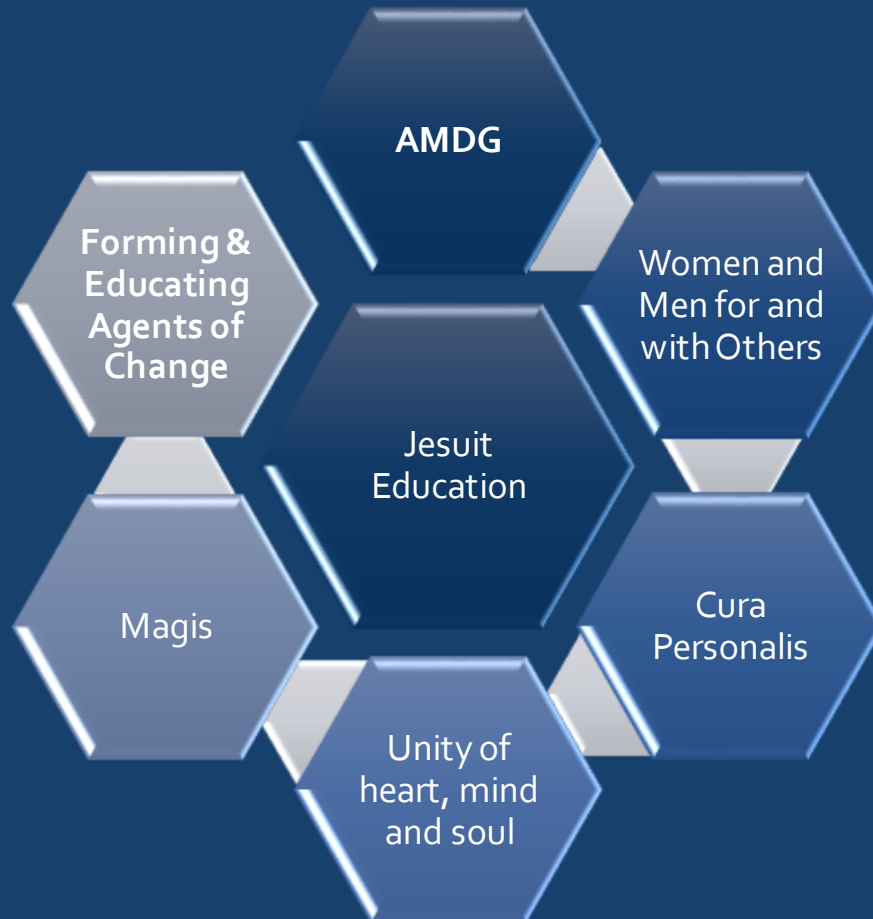 AMDG
Women and
Men for and
with Others
Cura
Personalis
Unity of
heart, mind
and soul
Magis
Forming &
Educating
Agents of
Change
Jesuit
Education